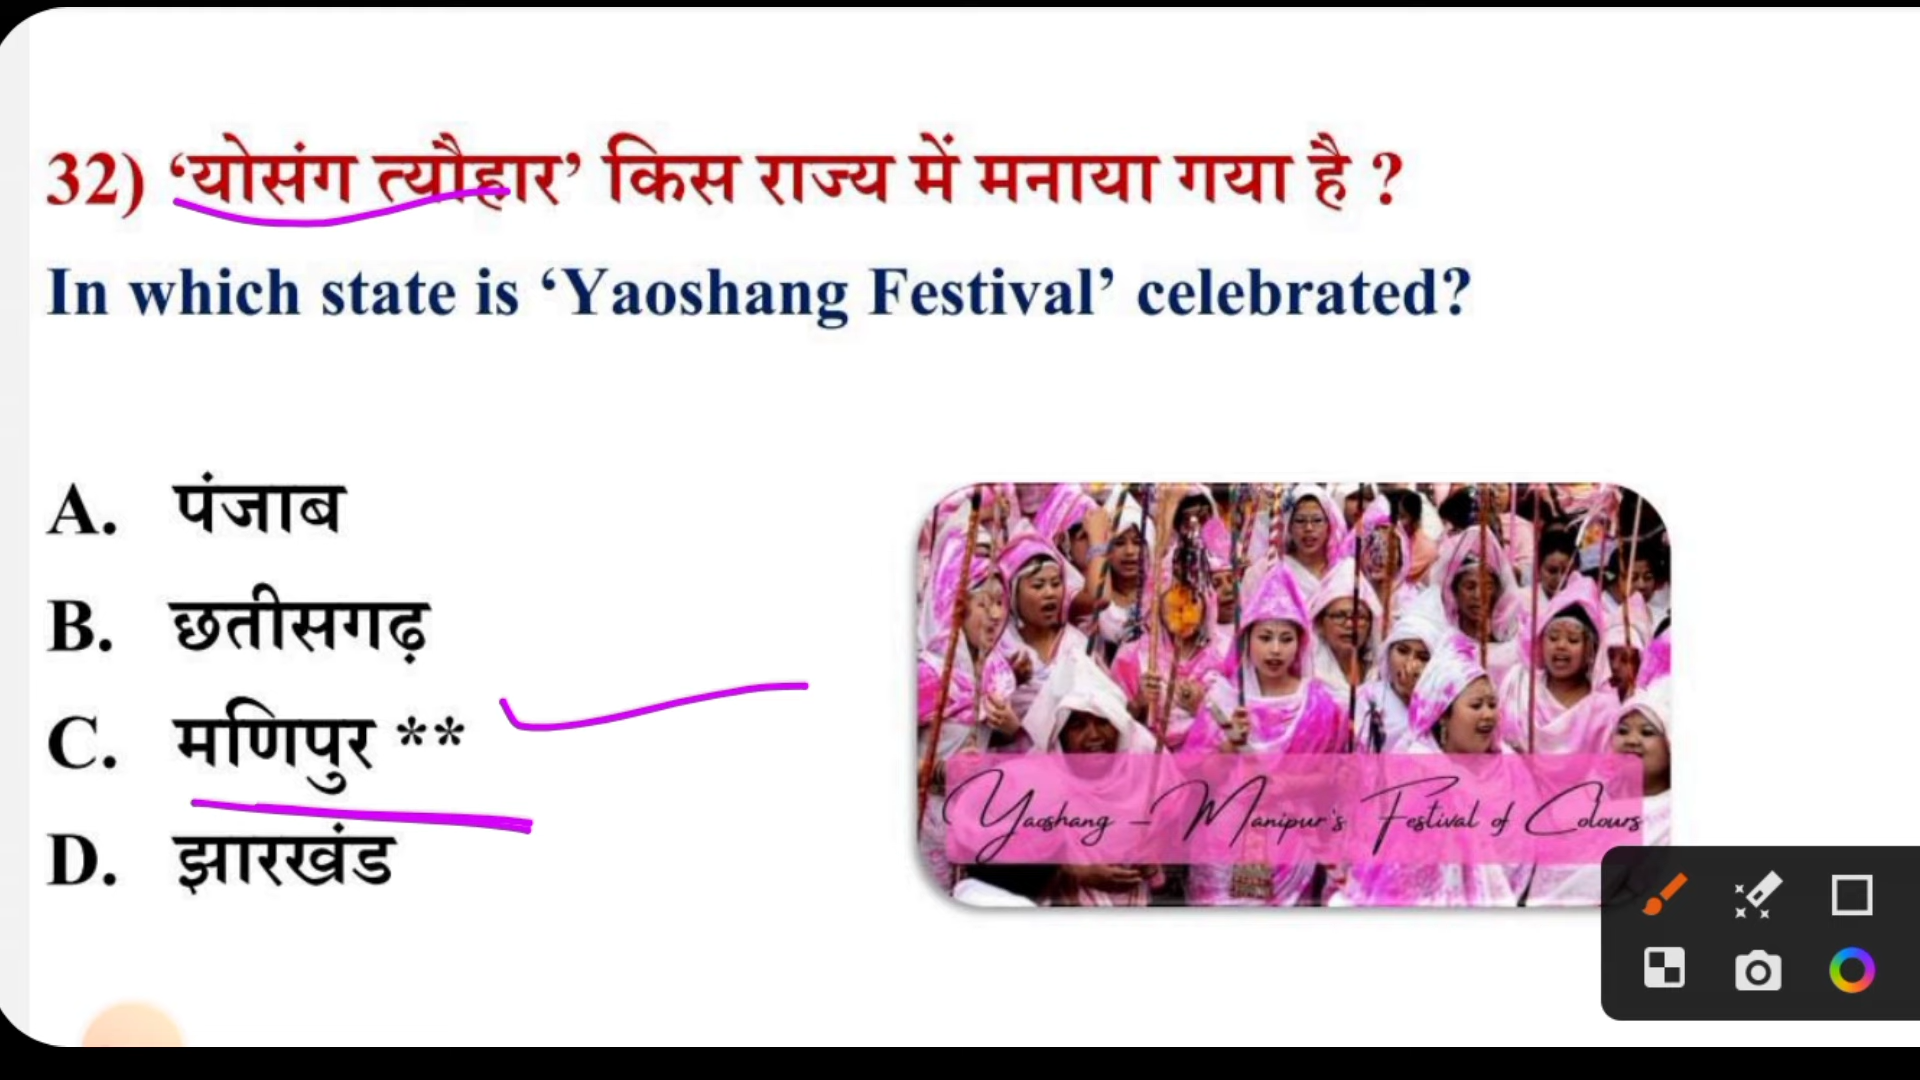 32) ‘योसंग त्यौहार’ किस राज्य में मनाया गया है ?
In which state is ‘Yaoshang Festival’ celebrated?
A. पंजाब
B. छतीसगढ़
C. मणिपुर **
D. झारखंड
Yaoshang – Manipur's Festival of Colours